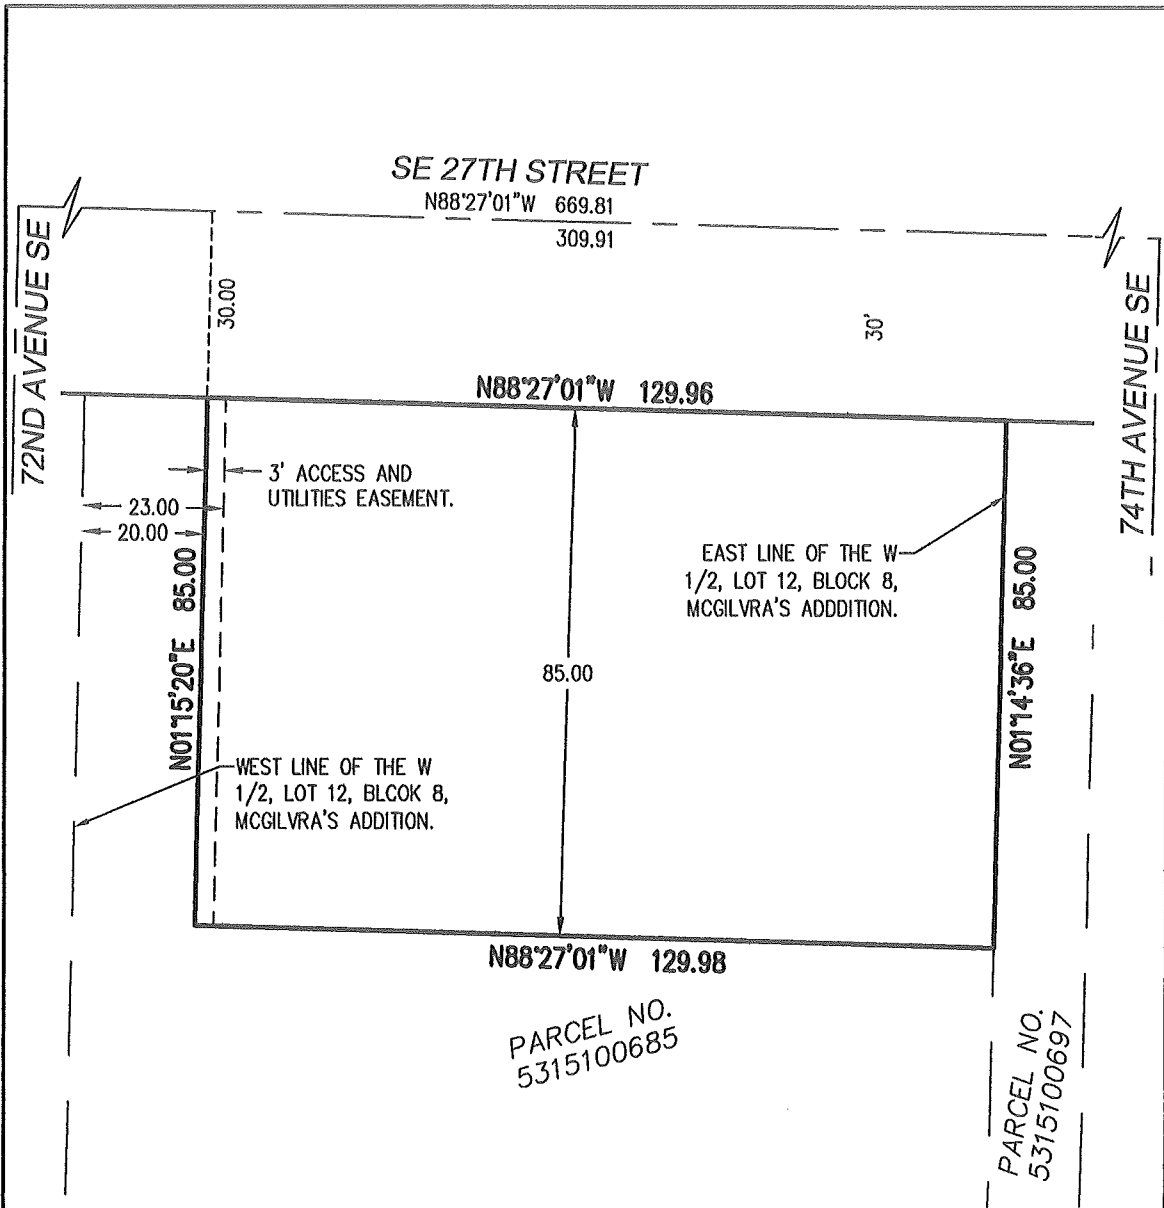 SE 27TH STREET
N88°27'01"W 669.81
309.91
72ND AVENUE SE
30.00
30'
74TH AVENUE SE
N88°27'01"W 129.96
3' ACCESS AND
UTILITIES EASEMENT.
23.00
20.00
N01°15'20"E 85.00
EAST LINE OF THE W
1/2, LOT 12, BLOCK 8,
MCGILVRA'S ADDDITION.
N01°14'36"E 85.00
85.00
WEST LINE OF THE W
1/2, LOT 12, BLCOK 8,
MCGILVRA'S ADDITION.
N88°27'01"W 129.98
PARCEL NO.
5315100685
PARCEL NO.
5315100697